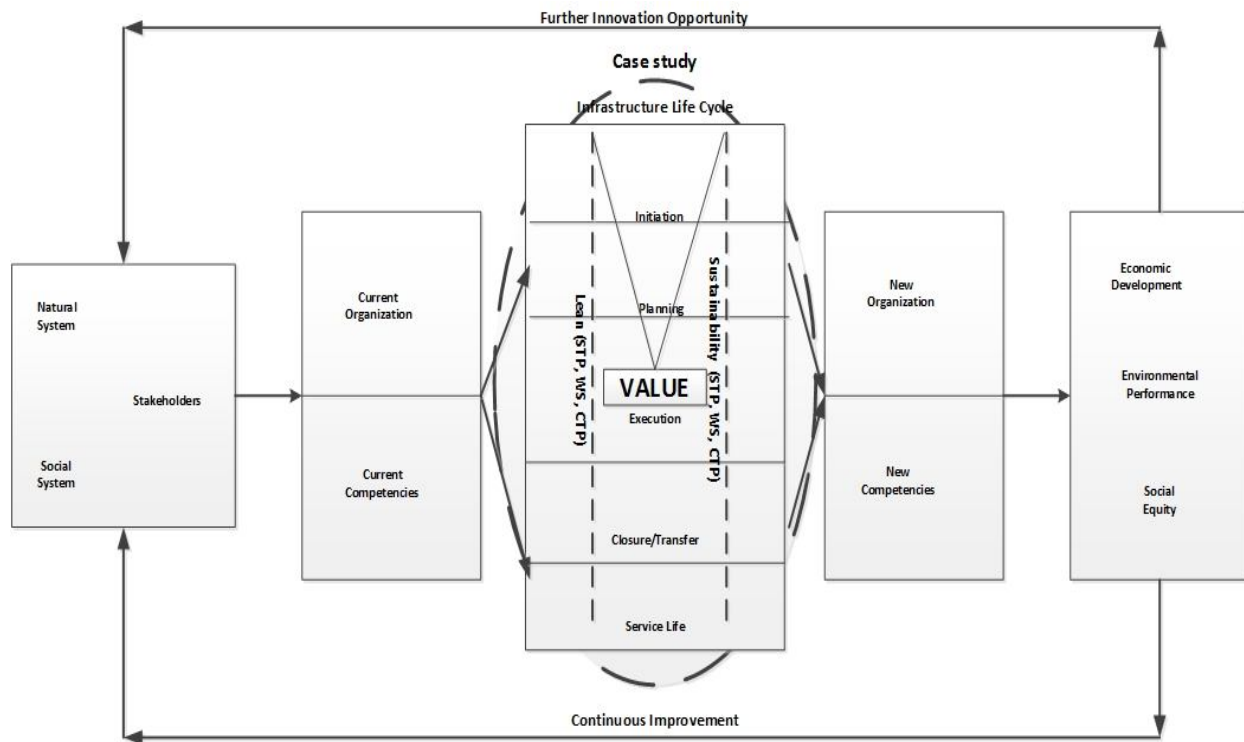 Further Innovation Opportunity
Case study
Infrastructure Life Cycle
Natural
System
Stakeholders
Social
System
Current
Organization
Current
Competencies
Initiation
Planning
Lean (STP, WS, CTP)
Sustainability (STP, WS, CTP)
VALUE
Execution
Closure/Transfer
Service Life
New
Organization
New
Competencies
Economic
Development
Environmental
Performance
Social
Equity
Continuous Improvement